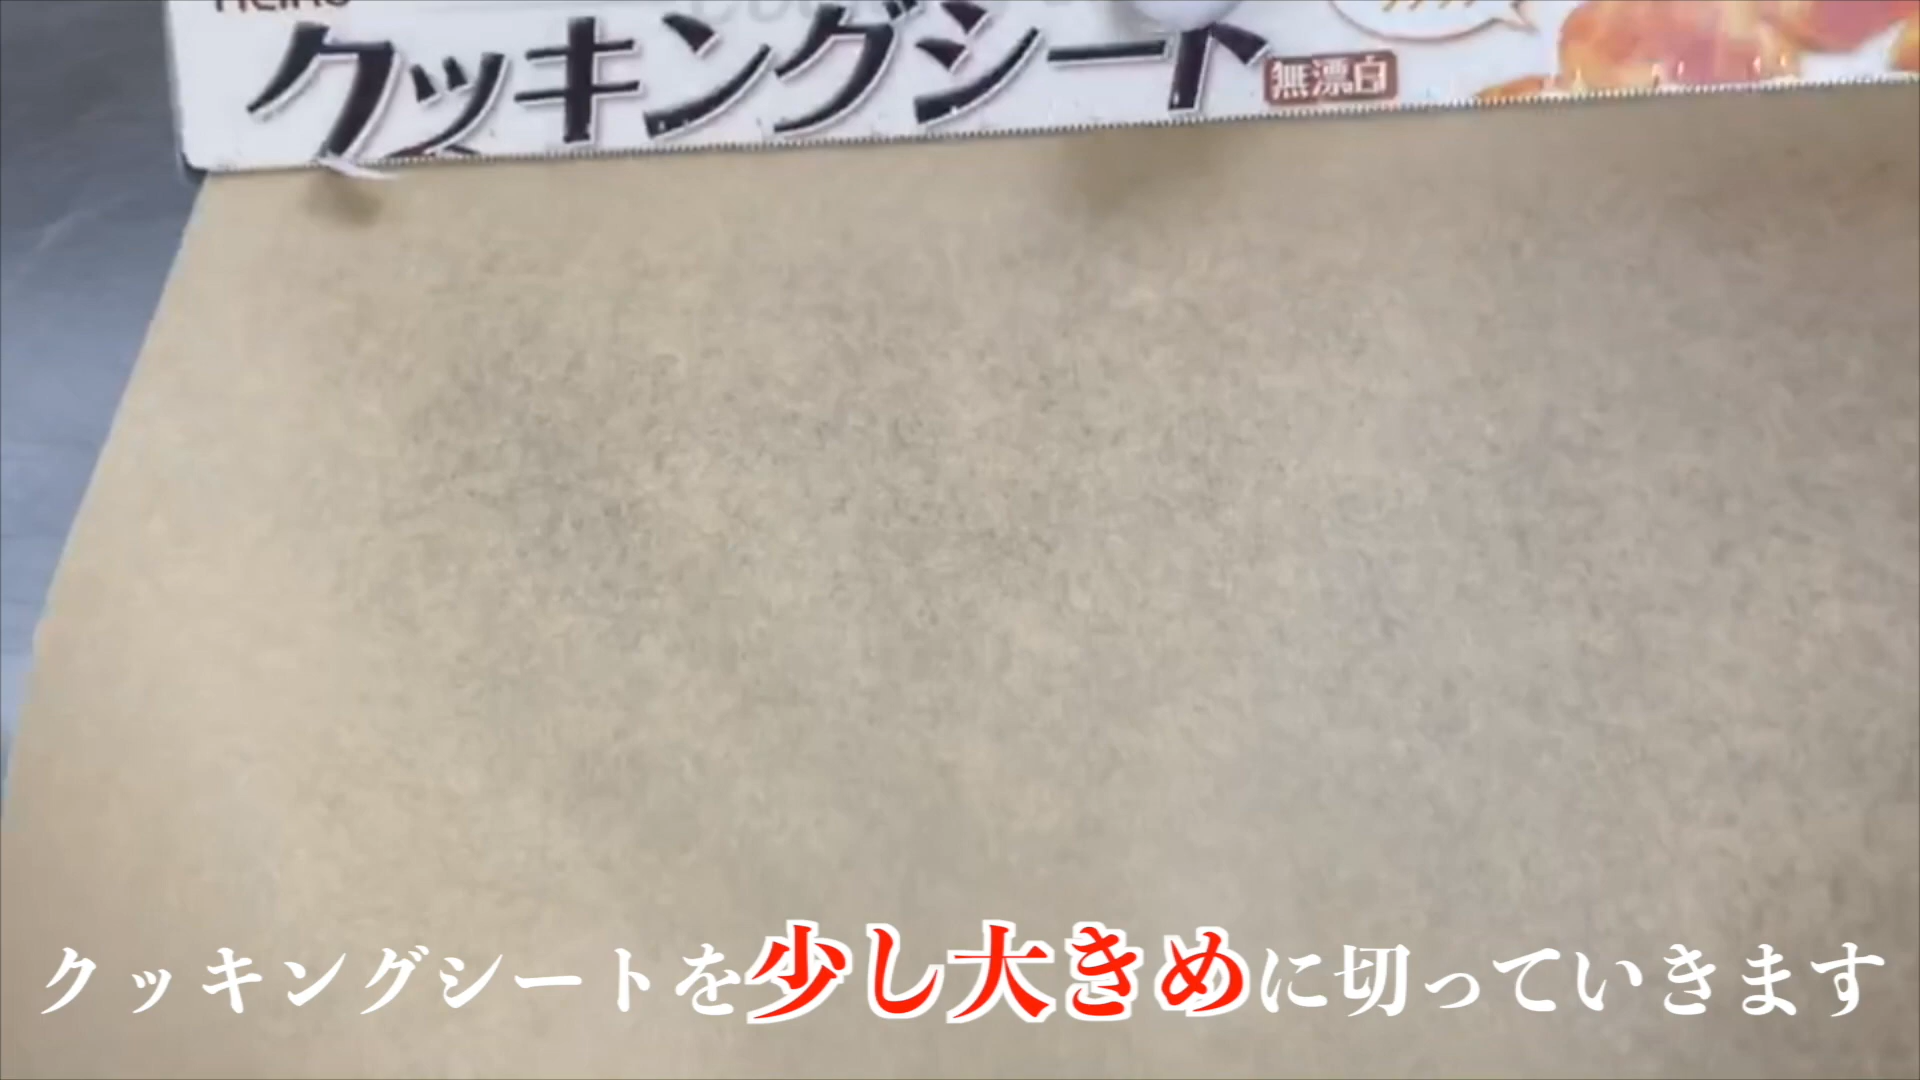 クッキングシート
無漂白
クッキングシートを少し大きめに切っていきます